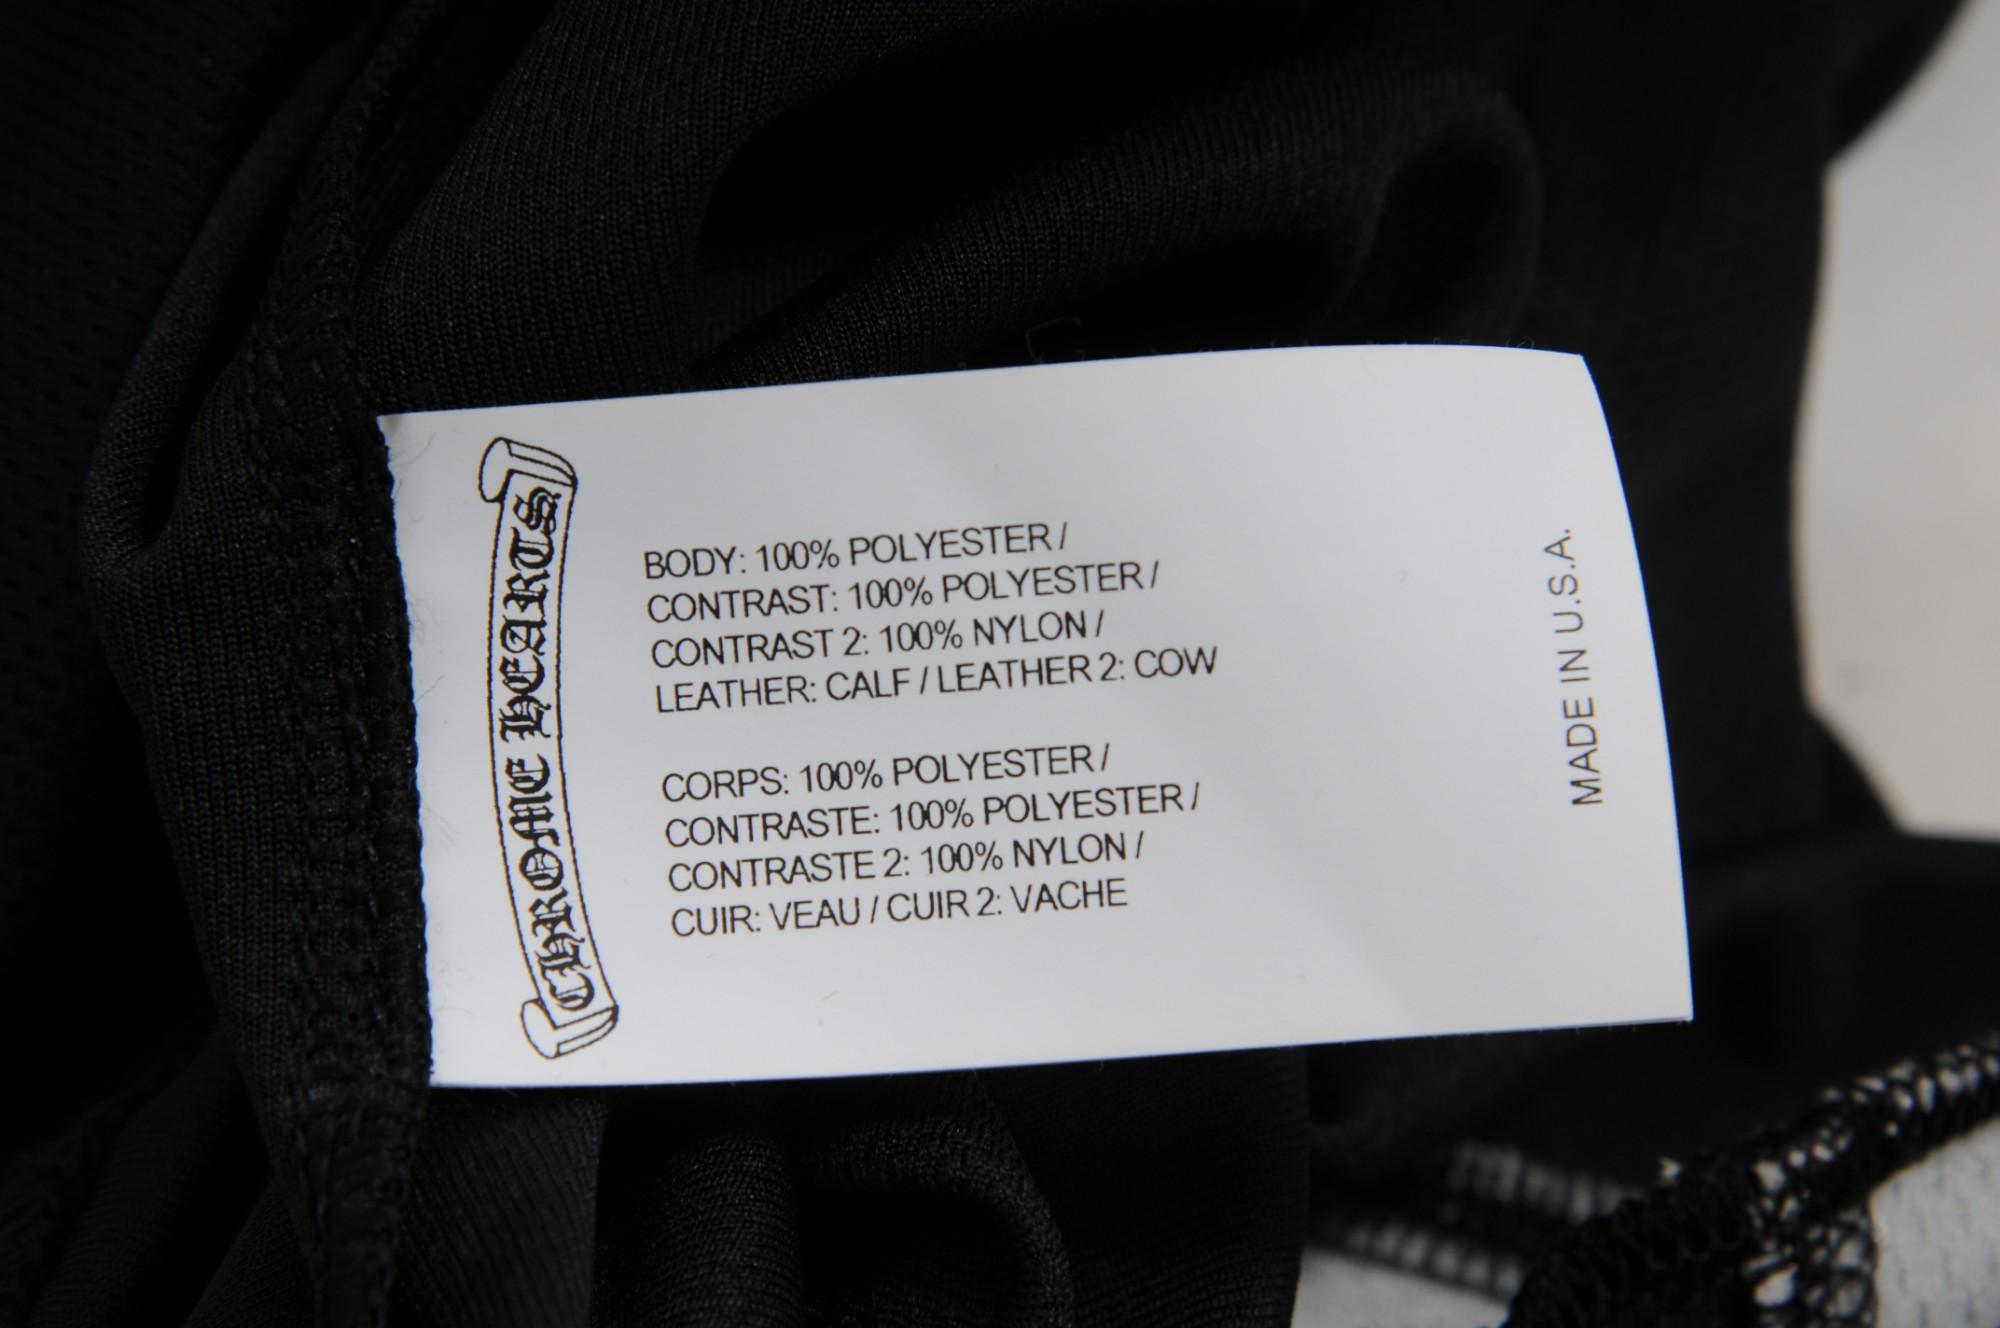 CHROME HEARTS
BODY: 100% POLYESTER /
CONTRAST: 100% POLYESTER /
CONTRAST 2: 100% NYLON /
LEATHER: CALF / LEATHER 2: COW
CORPS: 100% POLYESTER /
CONTRASTE: 100% POLYESTER /
CONTRASTE 2: 100% NYLON /
CUIR: VEAU / CUIR 2: VACHE
MADE IN U.S.A.